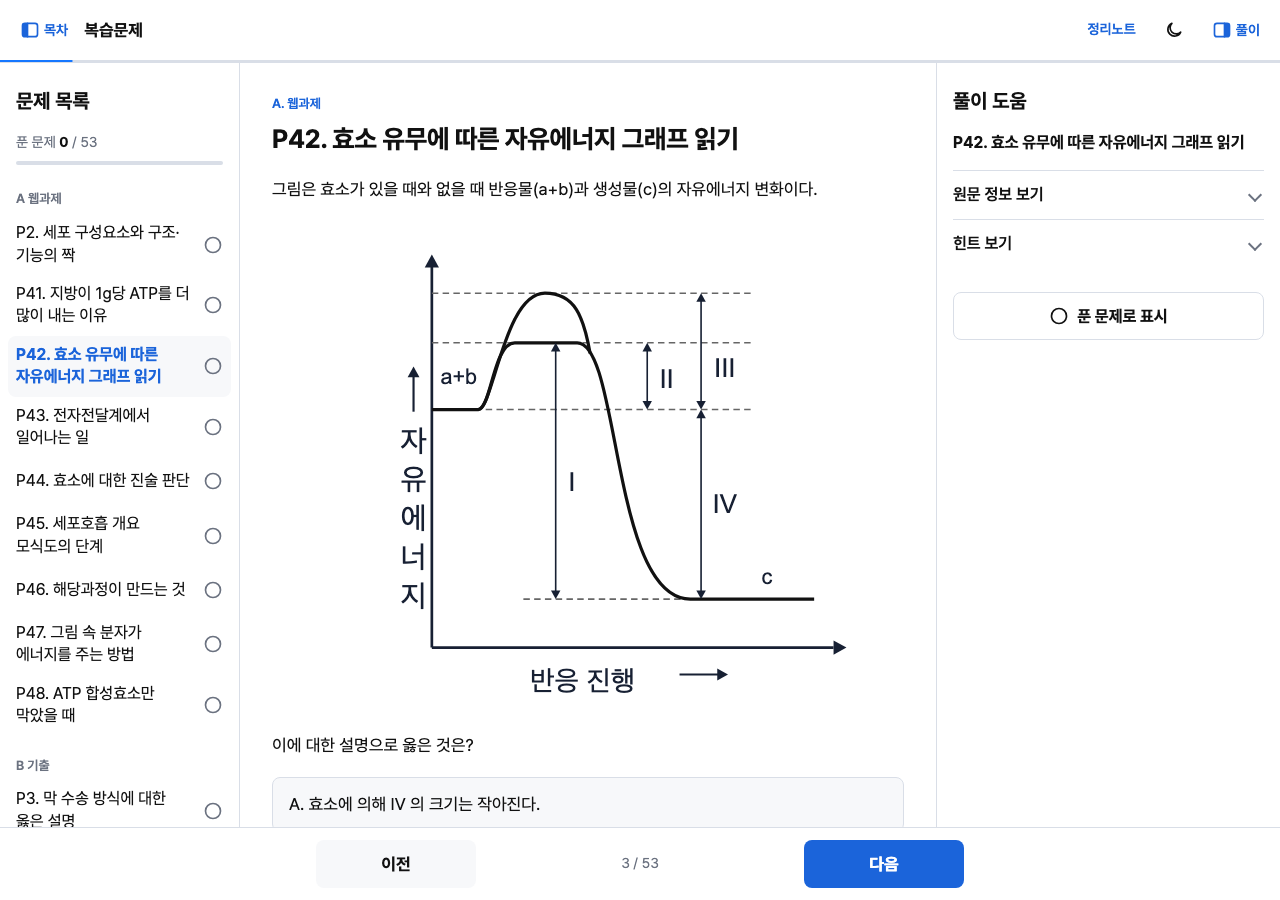 목차
복습문제
정리노트
풀이
문제 목록
푼 문제 0 / 53
A 웹과제
P2. 세포 구성요소와 구조·
기능의 짝
P41. 지방이 1g당 ATP를 더
많이 내는 이유
P42. 효소 유무에 따른
자유에너지 그래프 읽기
P43. 전자전달계에서
일어나는 일
P44. 효소에 대한 진술 판단
P45. 세포호흡 개요
모식도의 단계
P46. 해당과정이 만드는 것
P47. 그림 속 분자가
에너지를 주는 방법
P48. ATP 합성효소만
막았을 때
B 기출
P3. 막 수송 방식에 대한
옳은 설명
A. 웹과제
P42. 효소 유무에 따른 자유에너지 그래프 읽기
그림은 효소가 있을 때와 없을 때 반응물(a+b)과 생성물(c)의 자유에너지 변화이다.
a+b
자유에너지
I
II
III
IV
c
반응 진행
이에 대한 설명으로 옳은 것은?
A. 효소에 의해 IV 의 크기는 작아진다.
풀이 도움
P42. 효소 유무에 따른 자유에너지 그래프 읽기
원문 정보 보기
힌트 보기
푼 문제로 표시
이전
3 / 53
다음